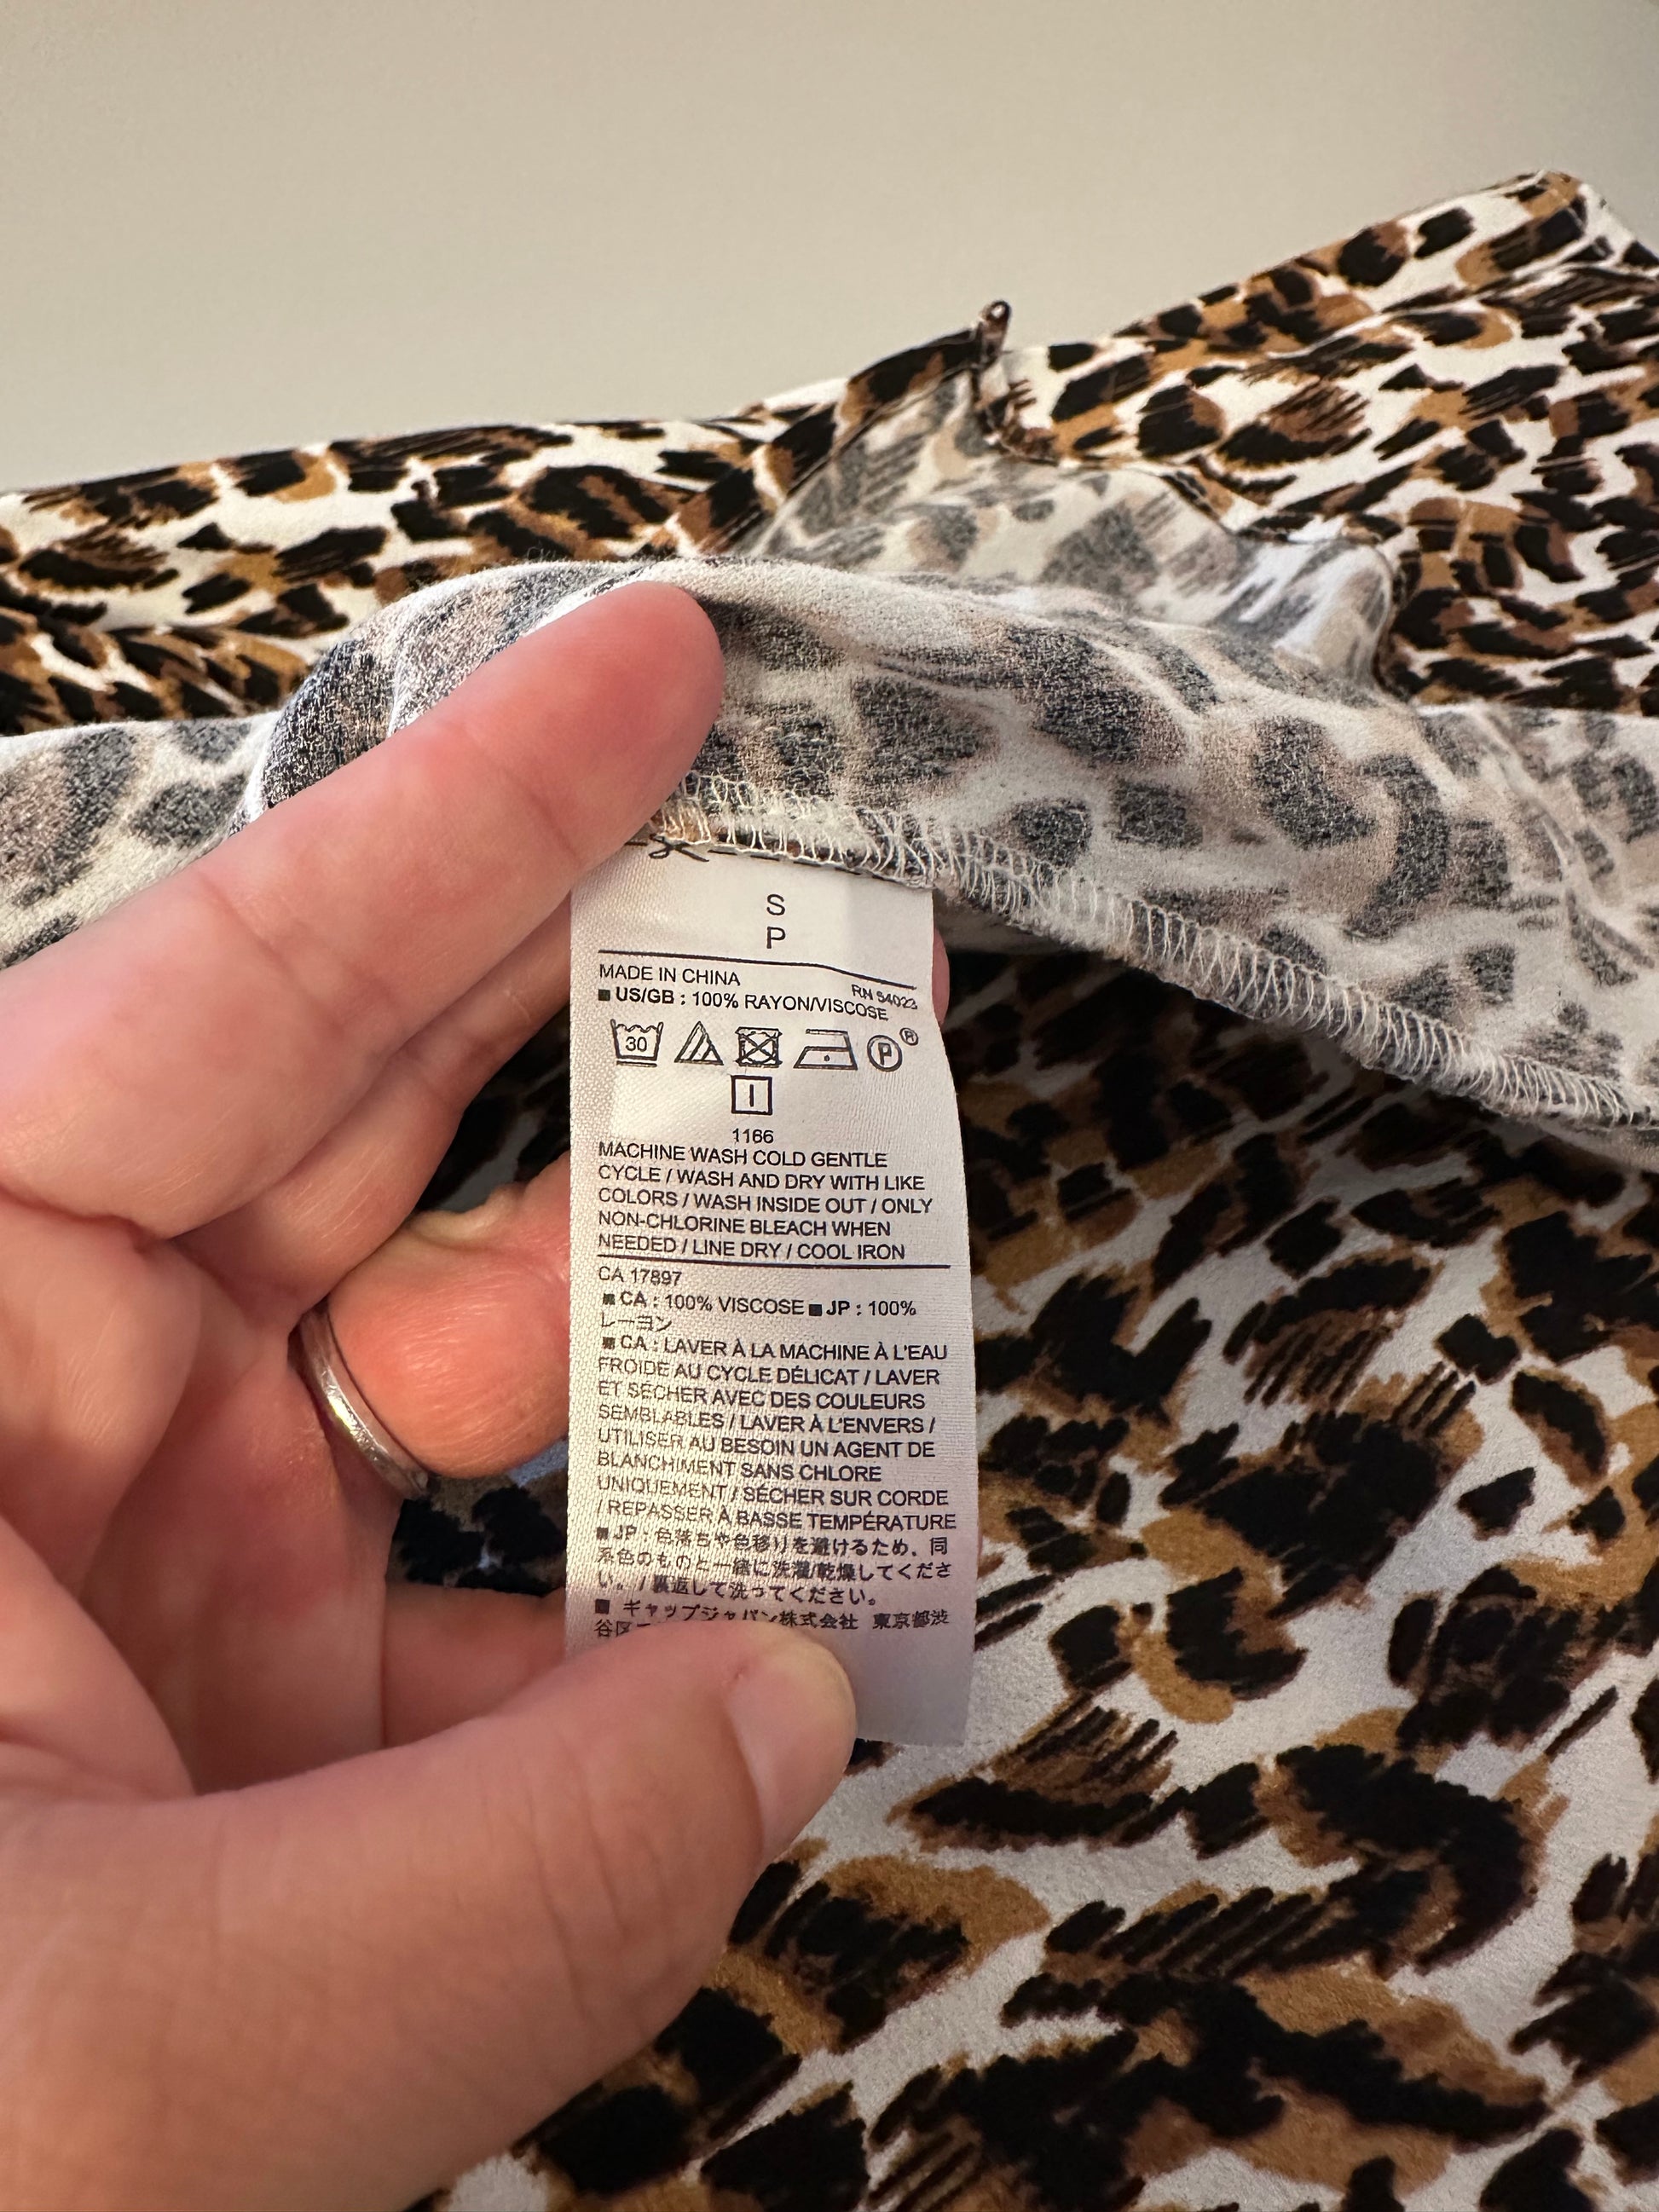 S
P
MADE IN CHINA RN 54023
■ US/GB : 100% RAYON/VISCOSE
30 P ®
1166
MACHINE WASH COLD GENTLE
CYCLE / WASH AND DRY WITH LIKE
COLORS / WASH INSIDE OUT / ONLY
NON-CHLORINE BLEACH WHEN
NEEDED / LINE DRY / COOL IRON
CA 17897
■ CA : 100% VISCOSE ■ JP : 100%
レーヨン
■ CA : LAVER À LA MACHINE À L'EAU
FROIDE AU CYCLE DÉLICAT / LAVER
ET SÉCHER AVEC DES COULEURS
SEMBLABLES / LAVER À L'ENVERS /
UTILISER AU BESOIN UN AGENT DE
BLANCHIMENT SANS CHLORE
UNIQUEMENT / SÉCHER SUR CORDE
/ REPASSER À BASSE TEMPÉRATURE
■ JP : 色落ちや色移りを避けるため、同
系色のものと一緒に洗濯/乾燥してくださ
い。 / 裏返して洗ってください。
■ ギャップジャパン株式会社 東京都渋
谷区